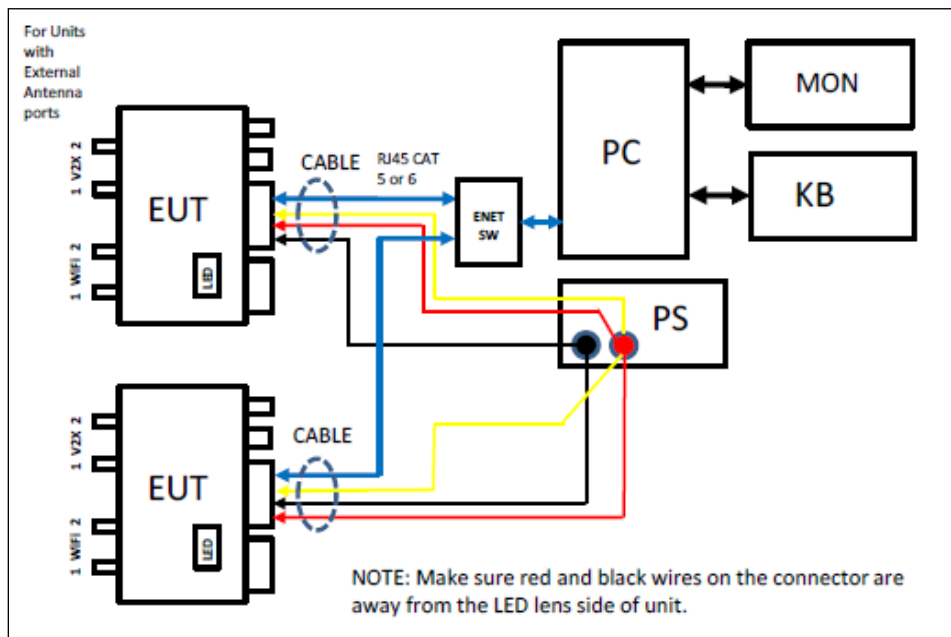 For Units
with
External
Antenna
ports
1 V2X 2
1 WiFi 2
EUT
LED
CABLE
RJ45 CAT
5 or 6
ENET
SW
PC
MON
KB
PS
1 V2X 2
1 WiFi 2
EUT
LED
CABLE
NOTE: Make sure red and black wires on the connector are
away from the LED lens side of unit.